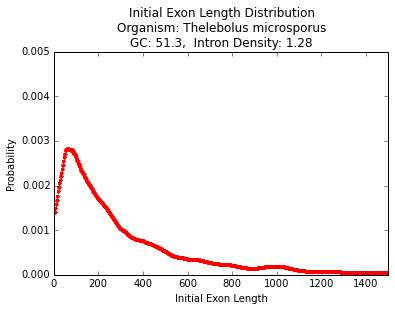 Initial Exon Length Distribution
Organism: Thelebolus microsporus
GC: 51.3,  Intron Density: 1.28
0.005
0.004
0.003
0.002
0.001
0.000
Probability
0
200
400
600
800
1000
1200
1400
Initial Exon Length